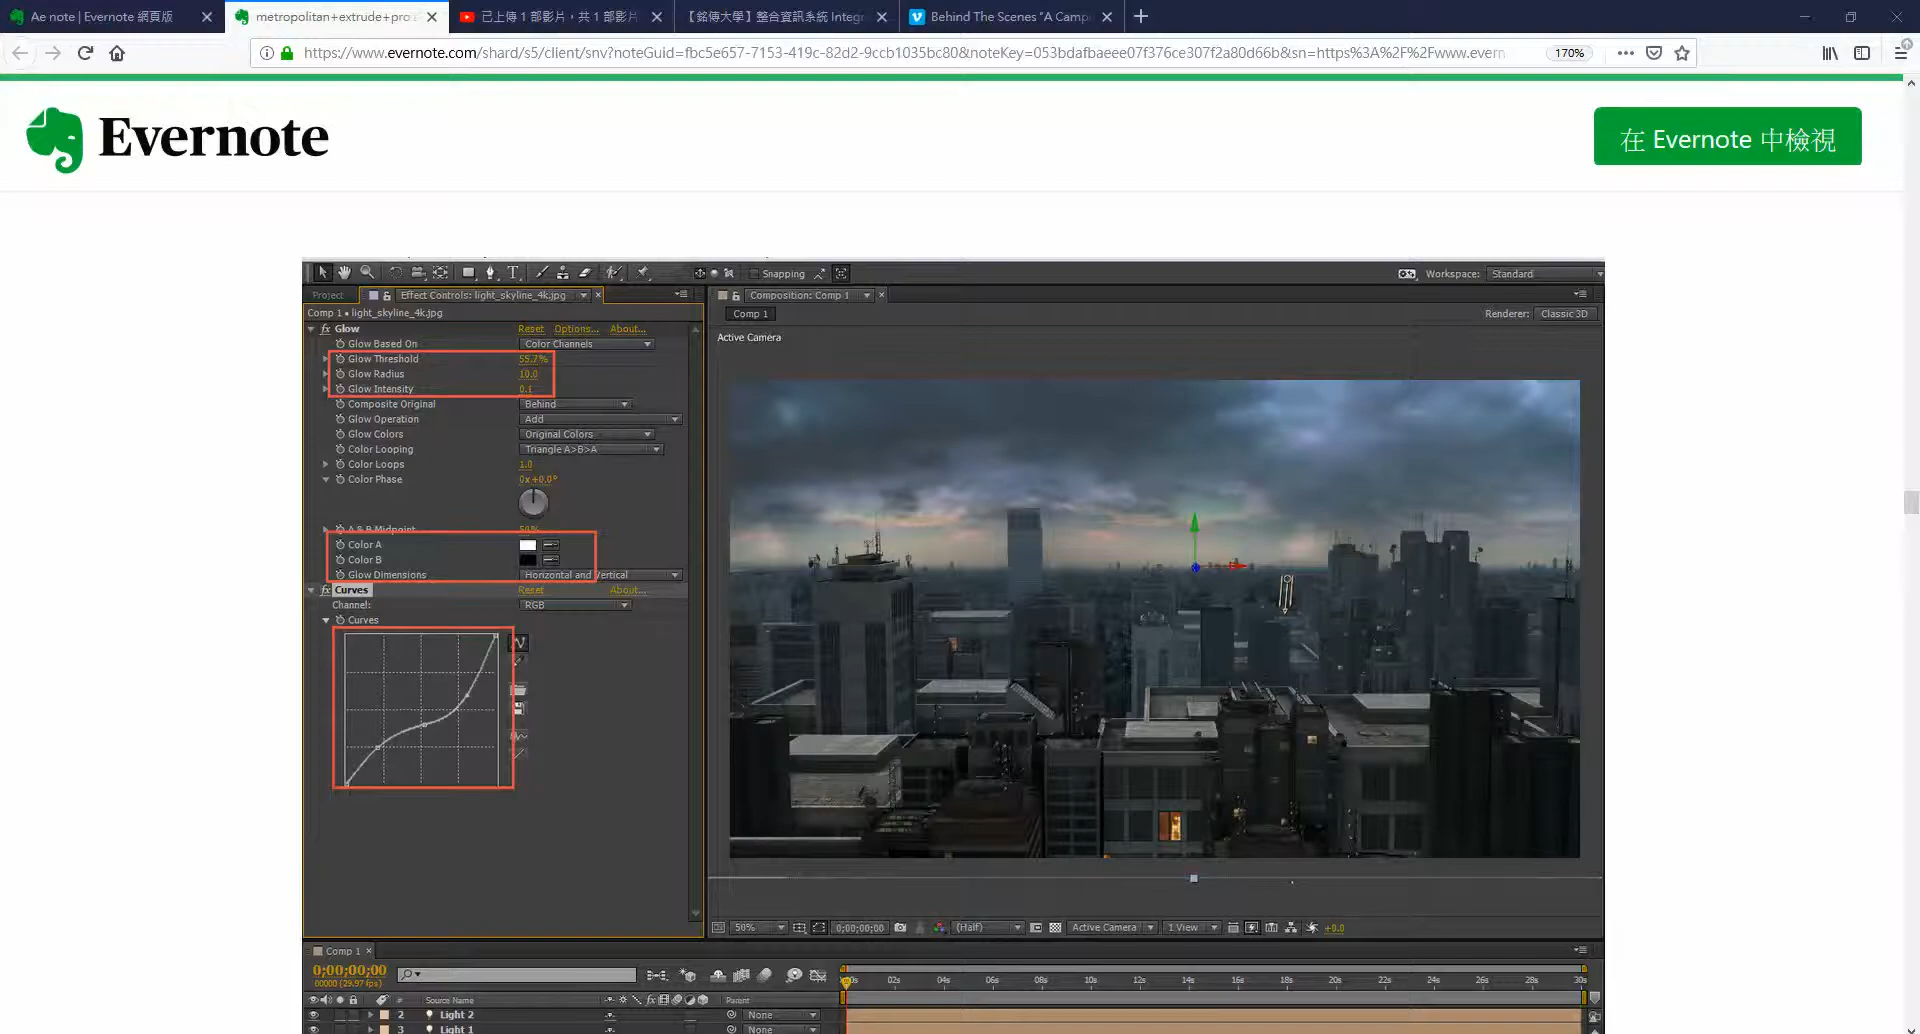 Ae note | Evernote 網頁版
metropolitan+extrude+pro
已上傳 1 部影片，共 1 部影片
【銘傳大學】整合資訊系統 Integr
Behind The Scenes "A Camp
https://www.evernote.com/shard/s5/client/snv?noteGuid=fbc5e657-7153-419c-82d2-9ccb1035bc80&noteKey=053bdafbaeee07f376ce307f2a80d66b&sn=https%3A%2F%2Fwww.evern
170%
Evernote
在 Evernote 中檢視
Snapping
Workspace: Standard
Project
Effect Controls: light_skyline_4k.jpg
Composition: Comp 1
Comp 1 • light_skyline_4k.jpg
Comp 1
Renderer: Classic 3D
fx Glow Reset Options... About...
Active Camera
Glow Based On Color Channels
Glow Threshold 55.7%
Glow Radius 10.0
Glow Intensity 0.1
Composite Original Behind
Glow Operation Add
Glow Colors Original Colors
Color Looping Triangle A>B>A
Color Loops 1.0
Color Phase 0x+0.0°
A & B Midpoint 50%
Color A
Color B
Glow Dimensions Horizontal and Vertical
fx Curves Reset About...
Channel: RGB
Curves
50% 0;00;00;00 (Half) Active Camera 1 View +0.0
Comp 1
0;00;00;00
00000 (29.97 fps)
02s 04s 06s 08s 10s 12s 14s 16s 18s 20s 22s 24s 26s 28s 30s
# Source Name fx Parent
2 Light 2 None
3 Light 1 None